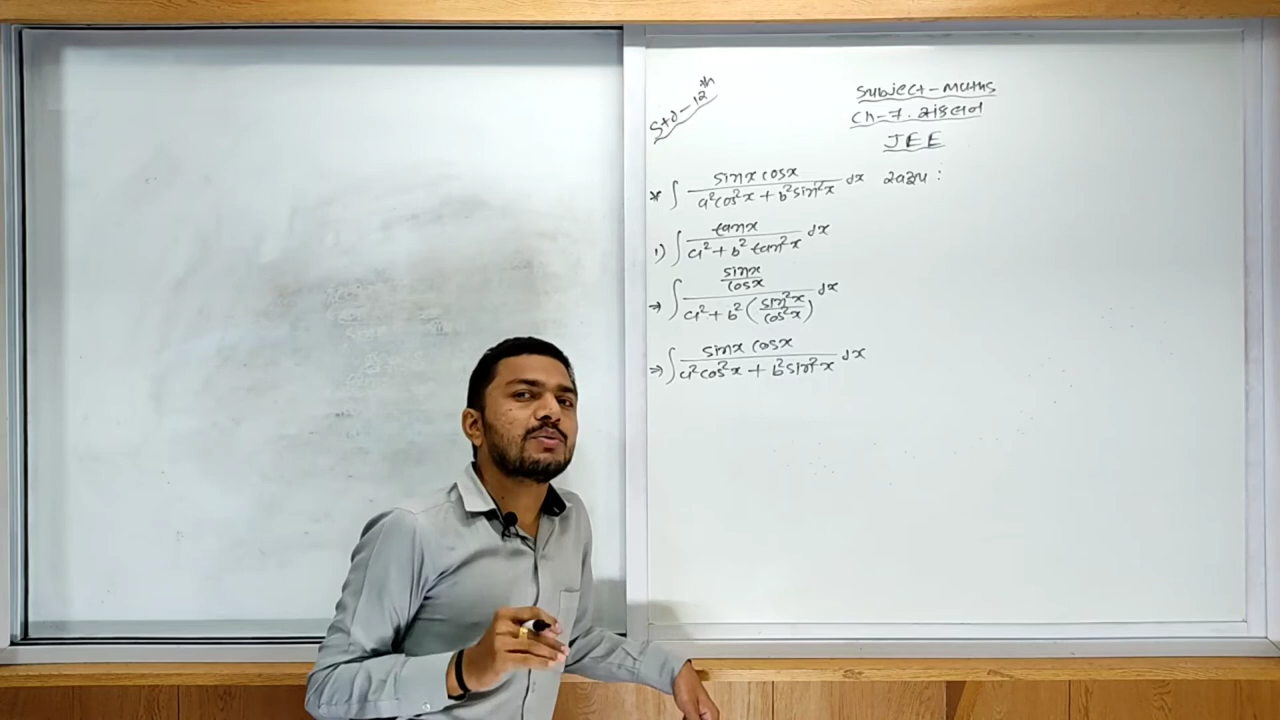 Std-12th
Subject-Maths
Ch-7. સંકલન
JEE
* ∫ sinx cosx / (a²cos²x + b²sin²x) dx સ્વરૂપ :
1) ∫ tanx / (a² + b² tan²x) dx
⇒ ∫ (sinx / cosx) / (a² + b² (sin²x / cos²x)) dx
⇒ ∫ sinx cosx / (a²cos²x + b²sin²x) dx